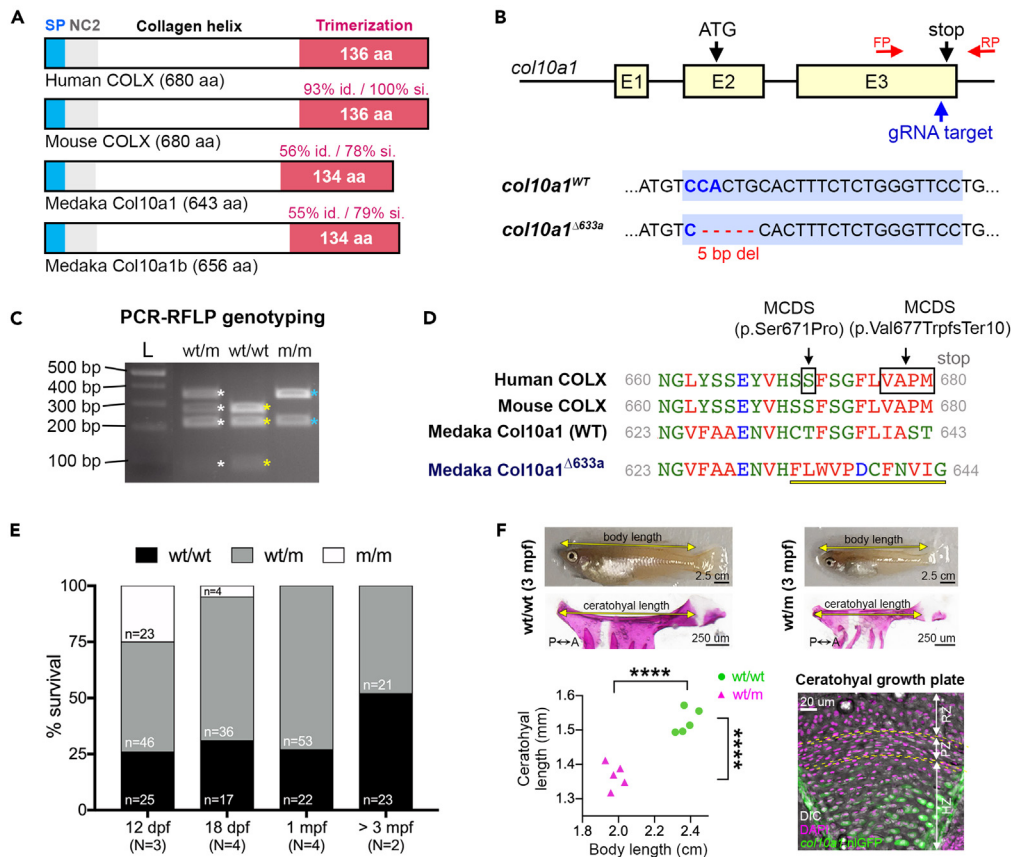 A
SP NC2 Collagen helix Trimerization
136 aa
Human COLX (680 aa)
93% id. / 100% si.
136 aa
Mouse COLX (680 aa)
56% id. / 78% si.
134 aa
Medaka Col10a1 (643 aa)
55% id. / 79% si.
134 aa
Medaka Col10a1b (656 aa)
B
ATG stop
FP RP
col10a1
E1 E2 E3
gRNA target
col10a1WT ...ATGTCCACTGCACTTTCTCTGGGTTCCTG...
col10a1Δ633a ...ATGTC-----CACTTTCTCTGGGTTCCTG...
5 bp del
C
PCR-RFLP genotyping
L wt/m wt/wt m/m
500 bp
400 bp
300 bp
200 bp
100 bp
* * * * * * * *
D
MCDS MCDS
(p.Ser671Pro) (p.Val677TrpfsTer10)
stop
Human COLX 660 NGLYSSEYVHSSFSGFLVAPM 680
Mouse COLX 660 NGLYSSEYVHSSFSGFLVAPM 680
Medaka Col10a1 (WT) 623 NGVFAAENVHCTFSGFLIAST 643
Medaka Col10a1Δ633a 623 NGVFAAENVHFLWVPDCFNVIG 644
E
wt/wt wt/m m/m
% survival
100
75
50
25
0
n=23
n=46
n=25
n=4
n=36
n=17
n=53
n=22
n=21
n=23
12 dpf 18 dpf 1 mpf > 3 mpf
(N=3) (N=4) (N=4) (N=2)
F
wt/wt (3 mpf)
body length
2.5 cm
ceratohyal length
P↔A
250 um
wt/m (3 mpf)
body length
2.5 cm
ceratohyal length
P↔A
250 um
****
wt/wt
wt/m
****
Ceratohyal length (mm)
1.6
1.5
1.4
1.3
1.8 2.0 2.2 2.4 2.6
Body length (cm)
Ceratohyal growth plate
20 um
RZ
PZ
HZ
DIC
DAPI
col10a1:nlGFP